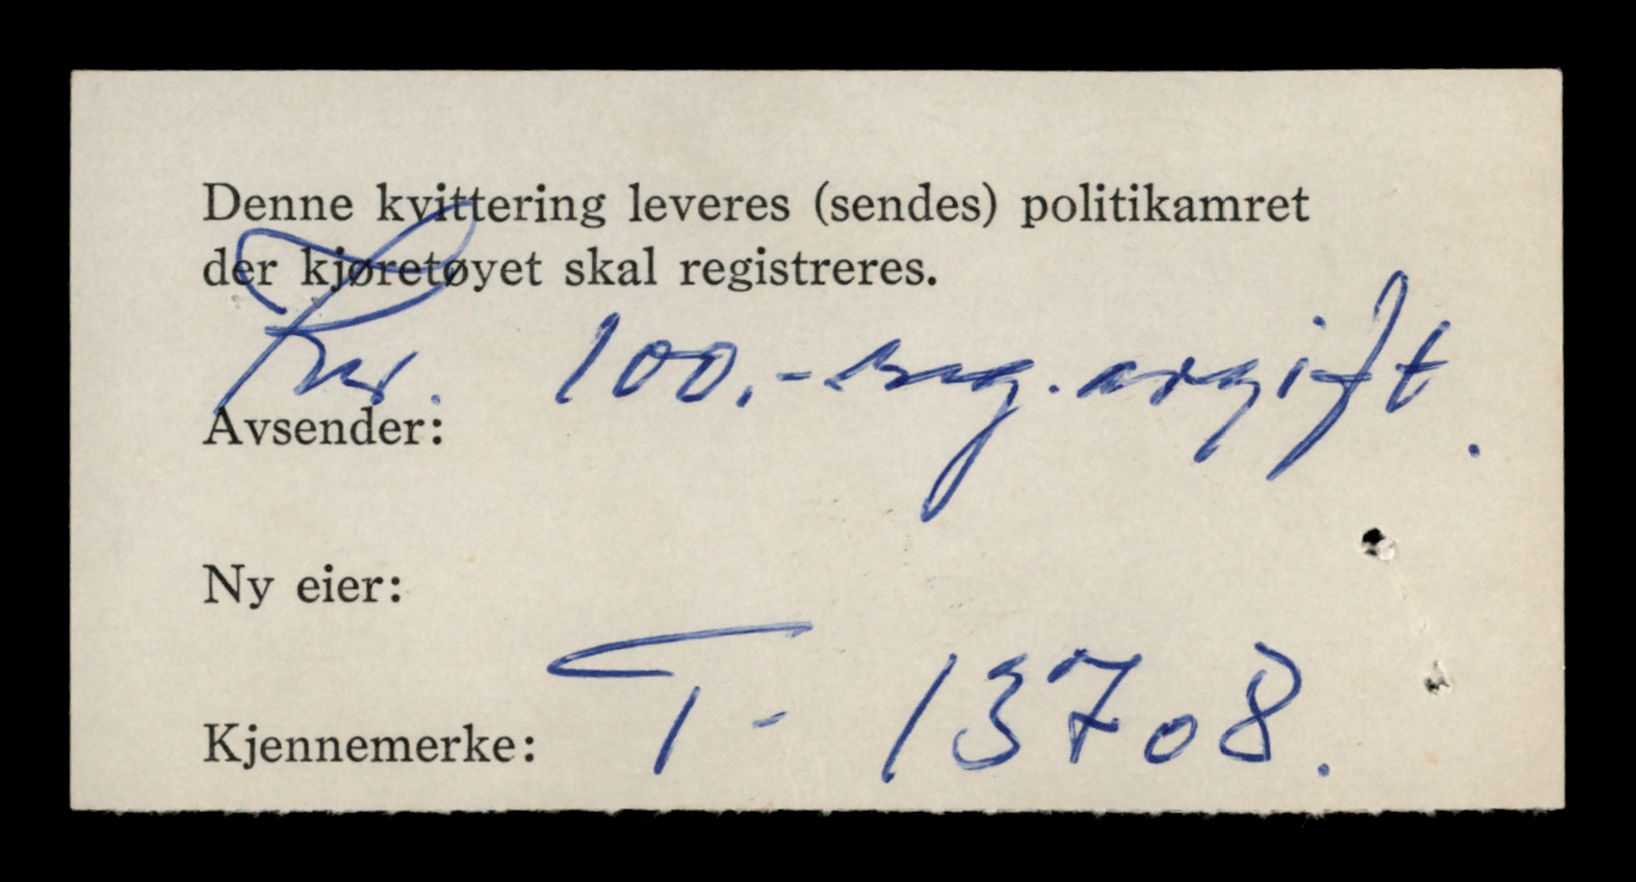 Denne kvittering leveres (sendes) politikamret
der kjøretøyet skal registreres.
Kr. 100.- reg. avgift.
Avsender:
Ny eier:
Kjennemerke: T- 13708.